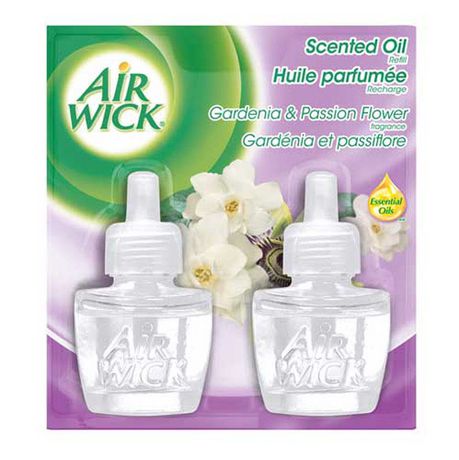 AIR
WICK
Scented Oil
Refill
Huile parfumée
Recharge
Gardenia & Passion Flower
fragrance
Gardénia et passiflore
Essential
Oils
AIR
WICK
AIR
WICK